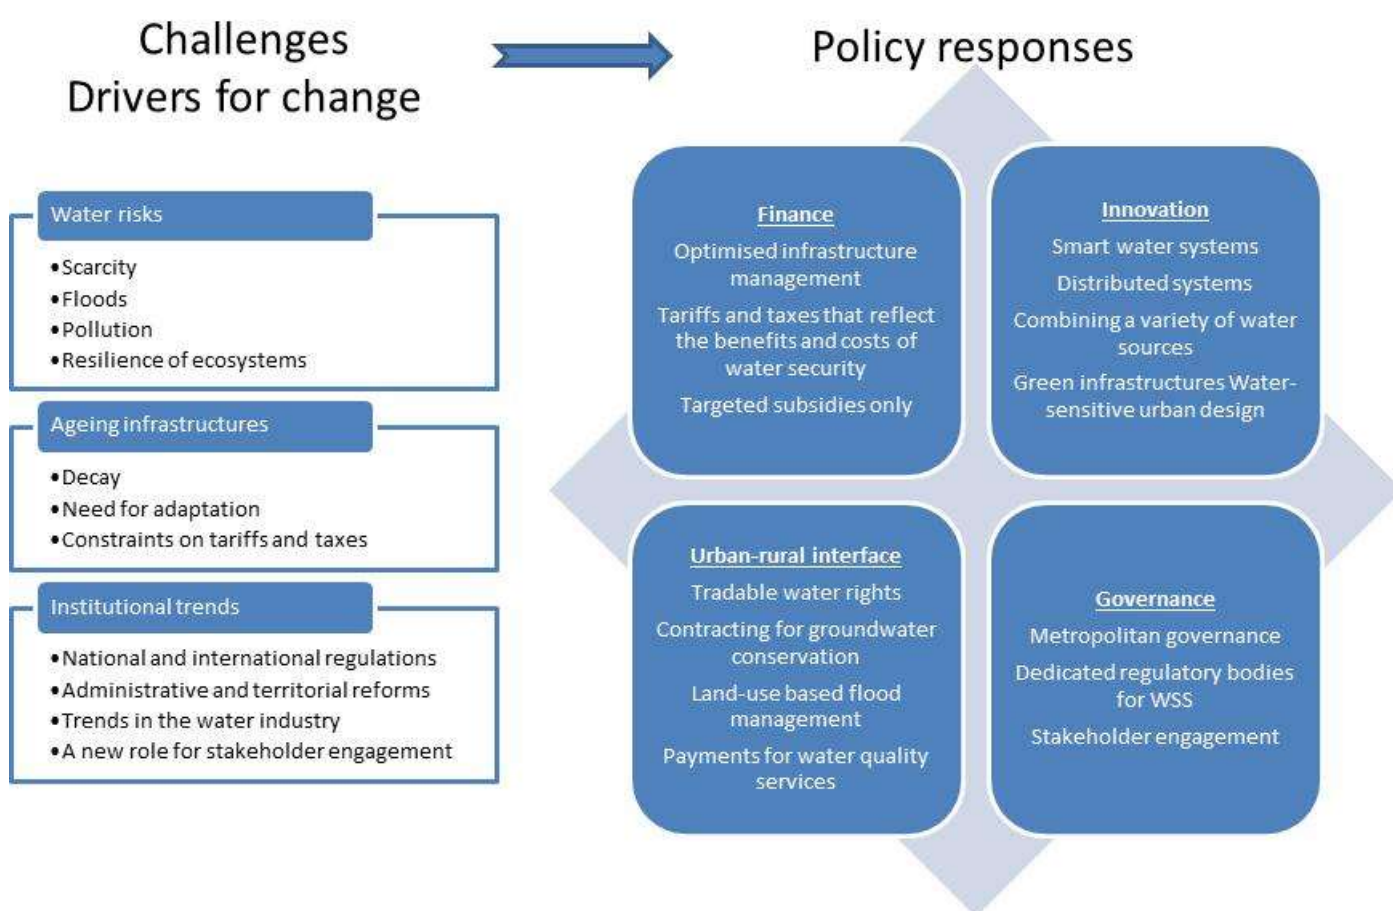 Challenges
Drivers for change
Policy responses
Water risks
•Scarcity
•Floods
•Pollution
•Resilience of ecosystems
Ageing infrastructures
•Decay
•Need for adaptation
•Constraints on tariffs and taxes
Institutional trends
•National and international regulations
•Administrative and territorial reforms
•Trends in the water industry
•A new role for stakeholder engagement
Finance
Optimised infrastructure
management
Tariffs and taxes that reflect
the benefits and costs of
water security
Targeted subsidies only
Innovation
Smart water systems
Distributed systems
Combining a variety of water
sources
Green infrastructures Water-
sensitive urban design
Urban-rural interface
Tradable water rights
Contracting for groundwater
conservation
Land-use based flood
management
Payments for water quality
services
Governance
Metropolitan governance
Dedicated regulatory bodies
for WSS
Stakeholder engagement